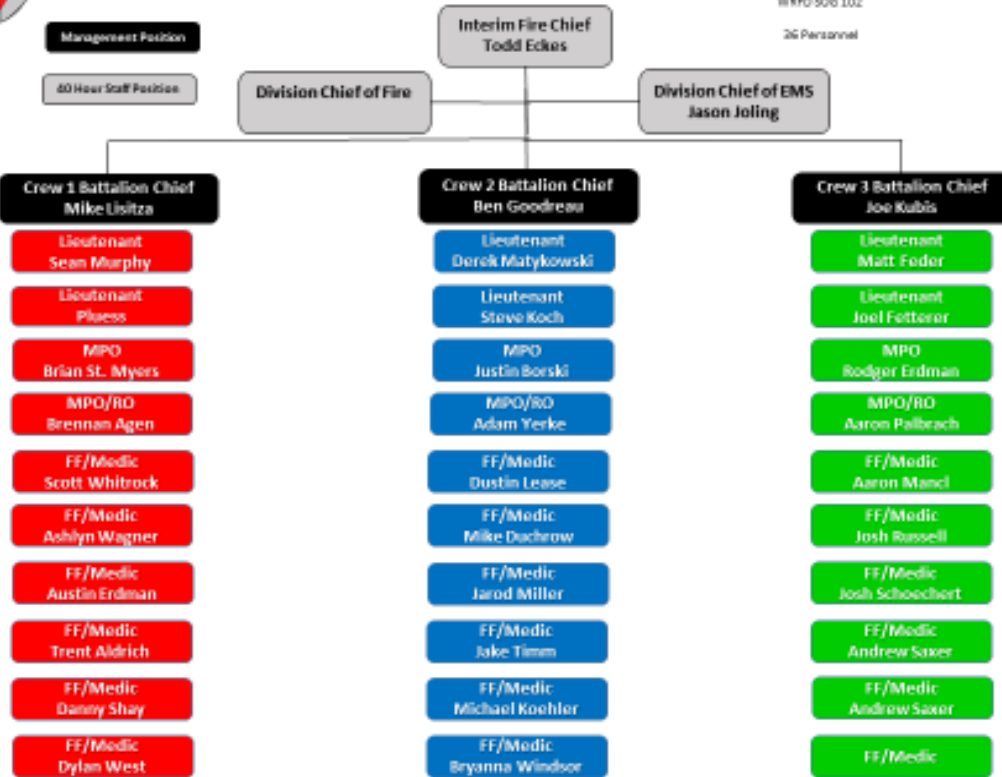 WRFD SOG 102
36 Personnel
Management Position
40 Hour Staff Position
Interim Fire Chief
Todd Eckes
Division Chief of Fire
Division Chief of EMS
Jason Joling
Crew 1 Battalion Chief
Mike Lisitza
Lieutenant
Sean Murphy
Lieutenant
Pluess
MPO
Brian St. Myers
MPO/RO
Brennan Agen
FF/Medic
Scott Whitrock
FF/Medic
Ashlyn Wagner
FF/Medic
Austin Erdman
FF/Medic
Trent Aldrich
FF/Medic
Danny Shay
FF/Medic
Dylan West
Crew 2 Battalion Chief
Ben Goodreau
Lieutenant
Derek Matykowski
Lieutenant
Steve Koch
MPO
Justin Borski
MPO/RO
Adam Yerke
FF/Medic
Dustin Lease
FF/Medic
Mike Duchrow
FF/Medic
Jarod Miller
FF/Medic
Jake Timm
FF/Medic
Michael Koehler
FF/Medic
Bryanna Windsor
Crew 3 Battalion Chief
Joe Kubis
Lieutenant
Matt Feder
Lieutenant
Joel Fetterer
MPO
Rodger Erdman
MPO/RO
Aaron Palbrach
FF/Medic
Aaron Mancl
FF/Medic
Josh Russell
FF/Medic
Josh Schoechert
FF/Medic
Andrew Saxer
FF/Medic
Andrew Saxer
FF/Medic